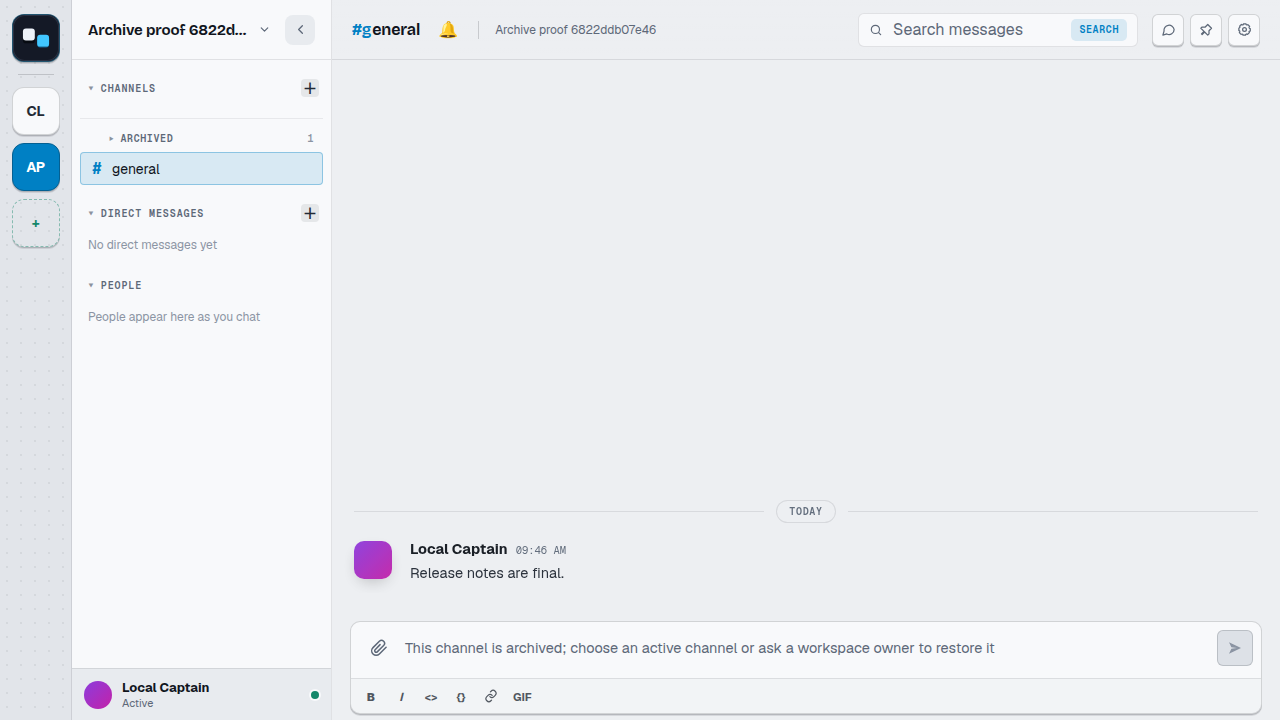 CL
AP
+
Archive proof 6822d...
CHANNELS
ARCHIVED 1
# general
DIRECT MESSAGES
No direct messages yet
PEOPLE
People appear here as you chat
Local Captain
Active
#general 🔔 Archive proof 6822ddb07e46
Search messages SEARCH
TODAY
Local Captain 09:46 AM
Release notes are final.
This channel is archived; choose an active channel or ask a workspace owner to restore it
B I <> {} GIF